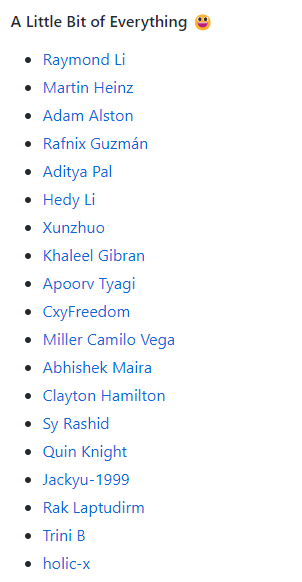 A Little Bit of Everything 😃
Raymond Li
Martin Heinz
Adam Alston
Rafnix Guzmán
Aditya Pal
Hedy Li
Xunzhuo
Khaleel Gibran
Apoorv Tyagi
CxyFreedom
Miller Camilo Vega
Abhishek Maira
Clayton Hamilton
Sy Rashid
Quin Knight
Jackyu-1999
Rak Laptudirm
Trini B
holic-x